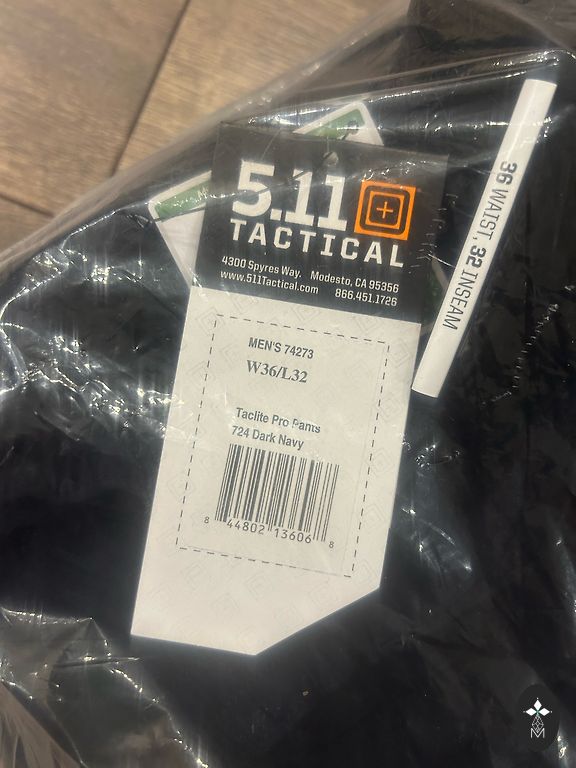 5.11
TACTICAL
4300 Spyres Way. Modesto, CA 95356
www.511Tactical.com 866.451.1726
MEN'S 74273
W36/L32
Taclite Pro Pants
724 Dark Navy
8 44802 13606 8
36 WAIST, 32 INSEAM
M